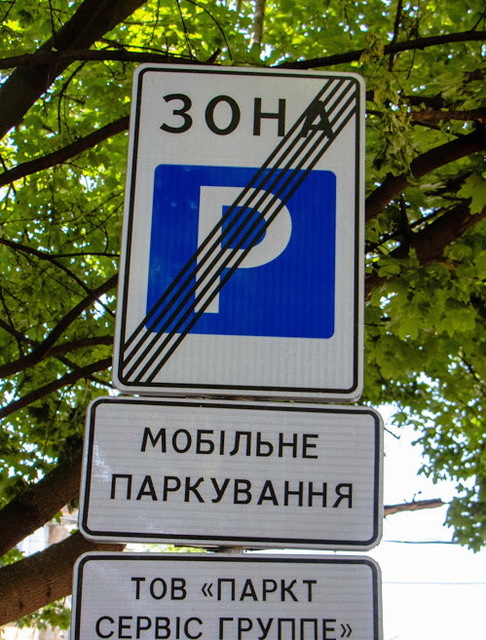 ЗОНА
P
МОБІЛЬНЕ
ПАРКУВАННЯ
ТОВ «ПАРКТ
СЕРВІС ГРУППЕ»